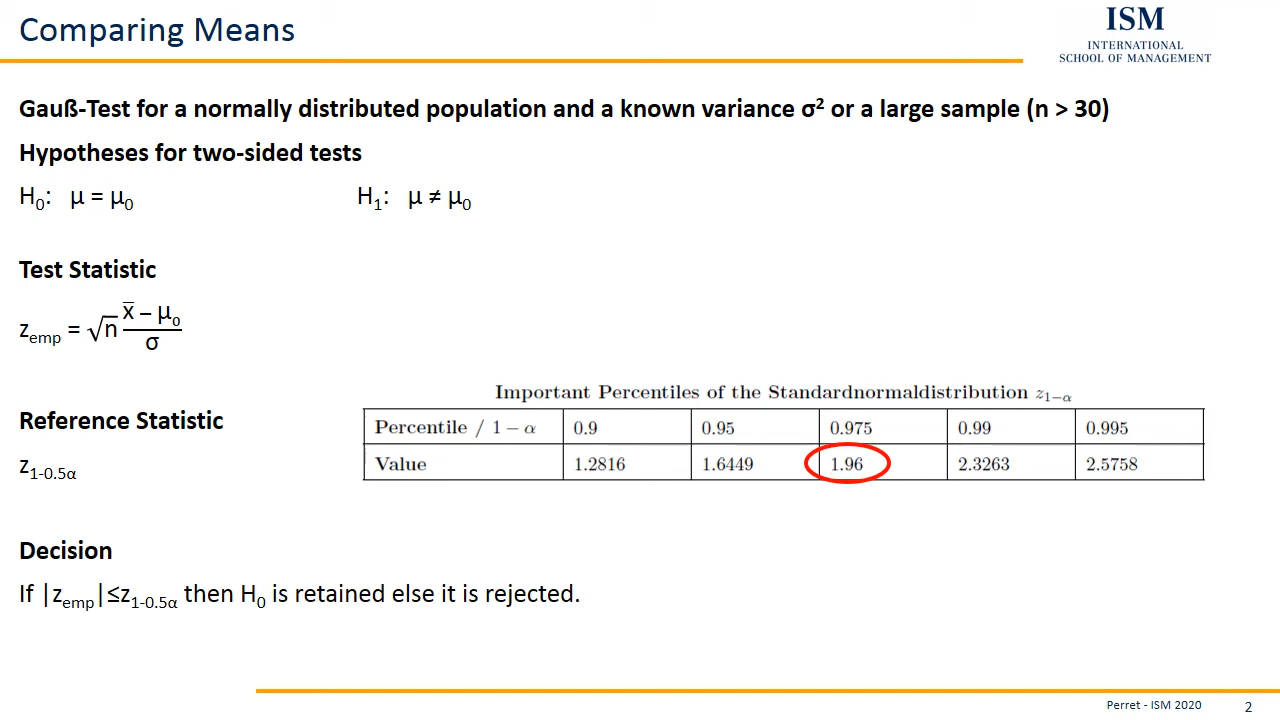 Comparing Means
ISM
INTERNATIONAL
SCHOOL OF MANAGEMENT
Gauß-Test for a normally distributed population and a known variance σ² or a large sample (n > 30)
Hypotheses for two-sided tests
H₀: μ = μ₀ H₁: μ ≠ μ₀
Test Statistic
z_emp = √n (x̄ – μ₀)/σ
Important Percentiles of the Standardnormaldistribution z₁₋α
Reference Statistic
Percentile / 1 − α 0.9 0.95 0.975 0.99 0.995
Value 1.2816 1.6449 1.96 2.3263 2.5758
z_1-0.5α
Decision
If |z_emp|≤z_1-0.5α then H₀ is retained else it is rejected.
Perret - ISM 2020 2